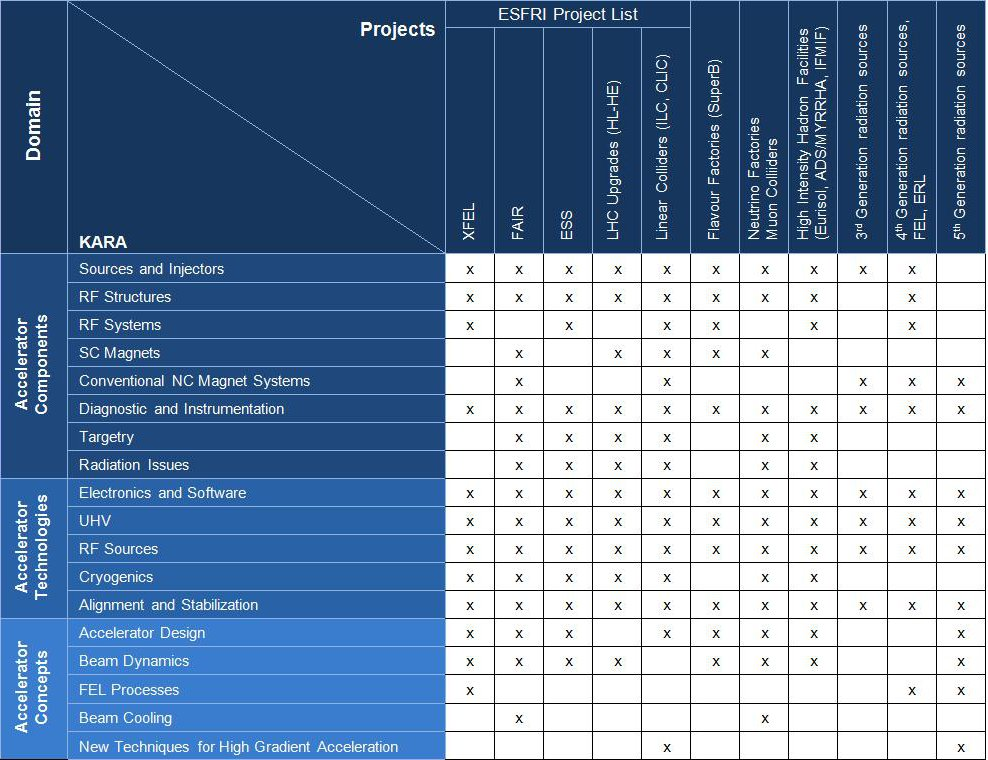 ESFRI Project List
Projects
Domain
KARA
XFEL
FAIR
ESS
LHC Upgrades (HL-HE)
Linear Colliders (ILC, CLIC)
Flavour Factories (SuperB)
Neutrino Factories
Muon Colliiders
High Intensity Hadron Facilities
(Eurisol, ADS/MYRRHA, IFMIF)
3rd Generation radiation sources
4th Generation radiation sources,
FEL, ERL
5th Generation radiation sources
Accelerator
Components
Sources and Injectors x x x x x x x x x x
RF Structures x x x x x x x x x
RF Systems x x x x x x
SC Magnets x x x x x
Conventional NC Magnet Systems x x x x x
Diagnostic and Instrumentation x x x x x x x x x x x
Targetry x x x x x x
Radiation Issues x x x x x x
Accelerator
Technologies
Electronics and Software x x x x x x x x x x x
UHV x x x x x x x x x x x
RF Sources x x x x x x x x x x x
Cryogenics x x x x x x x
Alignment and Stabilization x x x x x x x x x x x
Accelerator
Concepts
Accelerator Design x x x x x x x x
Beam Dynamics x x x x x x x x
FEL Processes x x x
Beam Cooling x x
New Techniques for High Gradient Acceleration x x